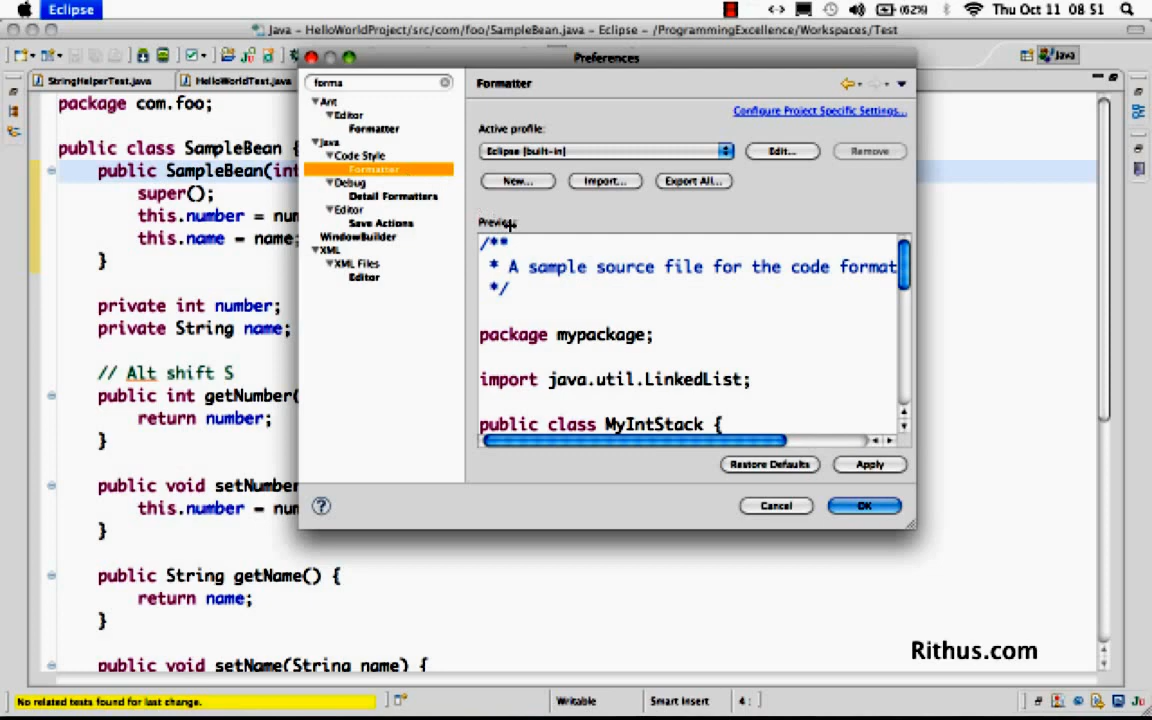 Eclipse
(62%)
Thu Oct 11 08 51
Java - HelloWorldProject/src/com/foo/SampleBean.java - Eclipse - /ProgrammingExcellence/Workspaces/Test
Java
StringHelperTest.java
HelloWorldTest.java
package com.foo;
public class SampleBean {
public SampleBean(int
super();
this.number = num
this.name = name;
}
private int number;
private String name;
// Alt shift S
public int getNumber(
return number;
}
public void setNumber
this.number = num
}
public String getName() {
return name;
}
public void setName(String name) {
Preferences
forma
Ant
Editor
Formatter
Java
Code Style
Formatter
Debug
Detail Formatters
Editor
Save Actions
WindowBuilder
XML
XML Files
Editor
Formatter
Configure Project Specific Settings...
Active profile:
Eclipse [built-in]
Edit...
Remove
New...
Import...
Export All...
Preview:
/**
* A sample source file for the code format
*/
package mypackage;
import java.util.LinkedList;
public class MyIntStack {
Restore Defaults
Apply
?
Cancel
OK
Rithus.com
No related tests found for last change.
Writable
Smart Insert
4 :
Ju